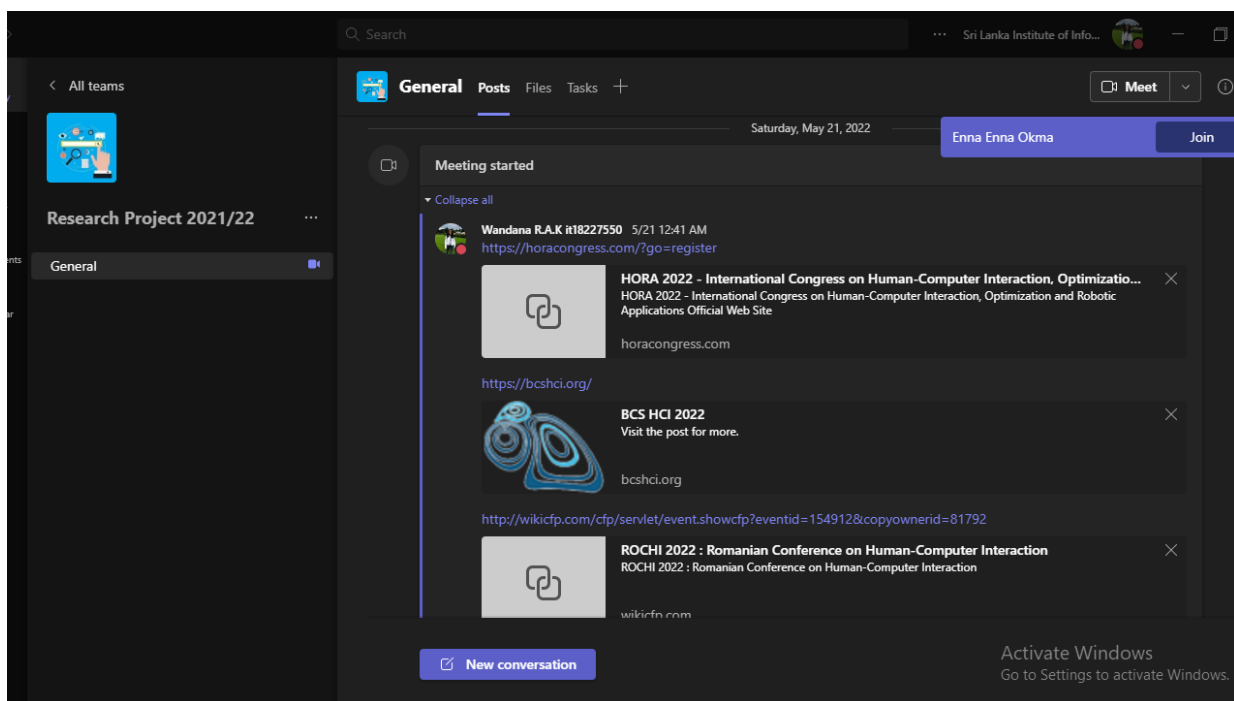 Search
... Sri Lanka Institute of Info...
All teams
Research Project 2021/22 ...
General
General Posts Files Tasks
Meet
Saturday, May 21, 2022
Enna Enna Okma Join
Meeting started
Collapse all
Wandana R.A.K it18227550 5/21 12:41 AM
https://horacongress.com/?go=register
HORA 2022 - International Congress on Human-Computer Interaction, Optimizatio...
HORA 2022 - International Congress on Human-Computer Interaction, Optimization and Robotic
Applications Official Web Site
horacongress.com
https://bcshci.org/
BCS HCI 2022
Visit the post for more.
bcshci.org
http://wikicfp.com/cfp/servlet/event.showcfp?eventid=154912&copyownerid=81792
ROCHI 2022 : Romanian Conference on Human-Computer Interaction
ROCHI 2022 : Romanian Conference on Human-Computer Interaction
wikicfp.com
New conversation
Activate Windows
Go to Settings to activate Windows.